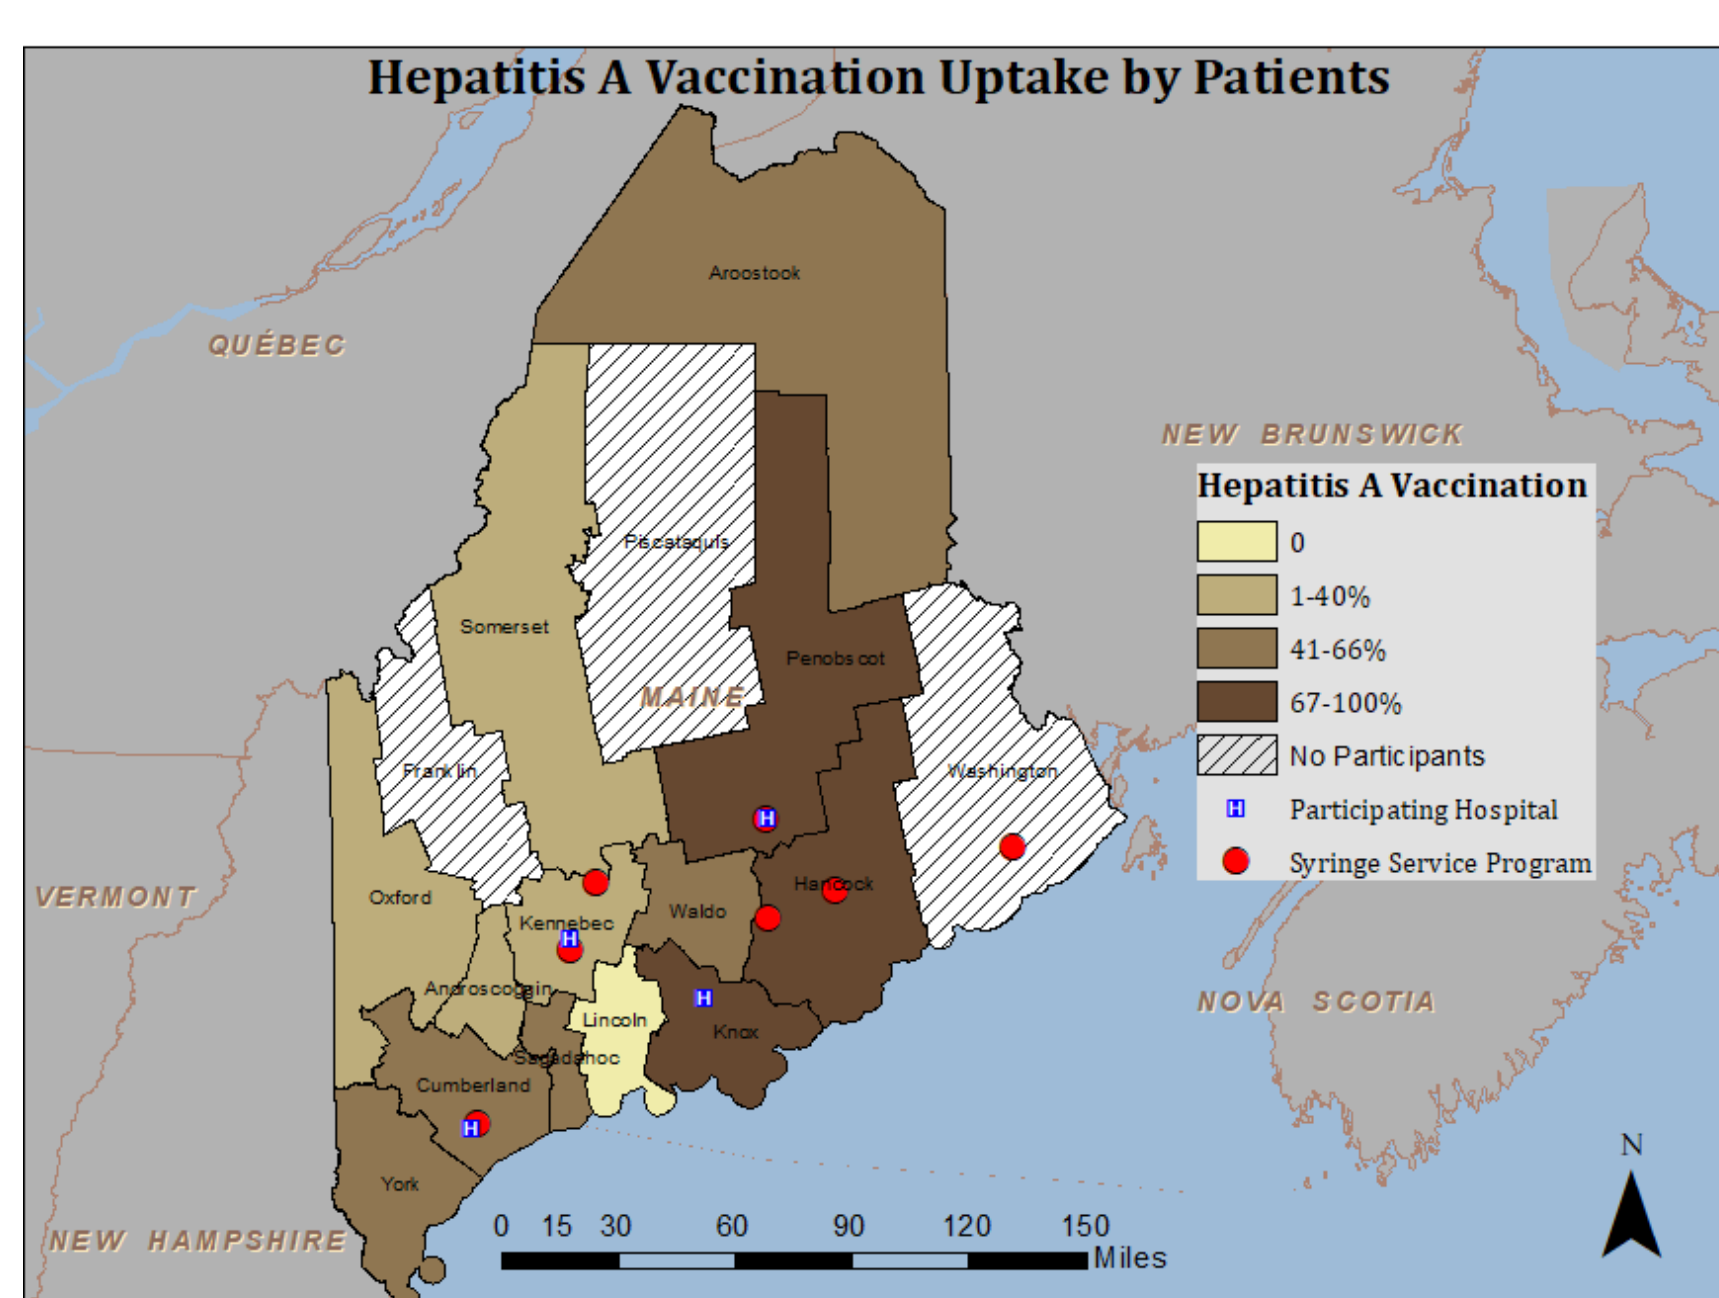 Hepatitis A Vaccination Uptake by Patients
Aroostook
QUÉBEC
NEW BRUNSWICK
Hepatitis A Vaccination
0
1-40%
41-66%
67-100%
No Participants
H Participating Hospital
Syringe Service Program
Piscataquis
Somerset
Penobscot
MAINE
Franklin
Washington
H
VERMONT
Oxford
Hancock
Waldo
Kennebec
H
Androscoggin
H
NOVA SCOTIA
Lincoln
Knox
Sagadahoc
Cumberland
H
York
NEW HAMPSHIRE
N
0 15 30 60 90 120 150
Miles